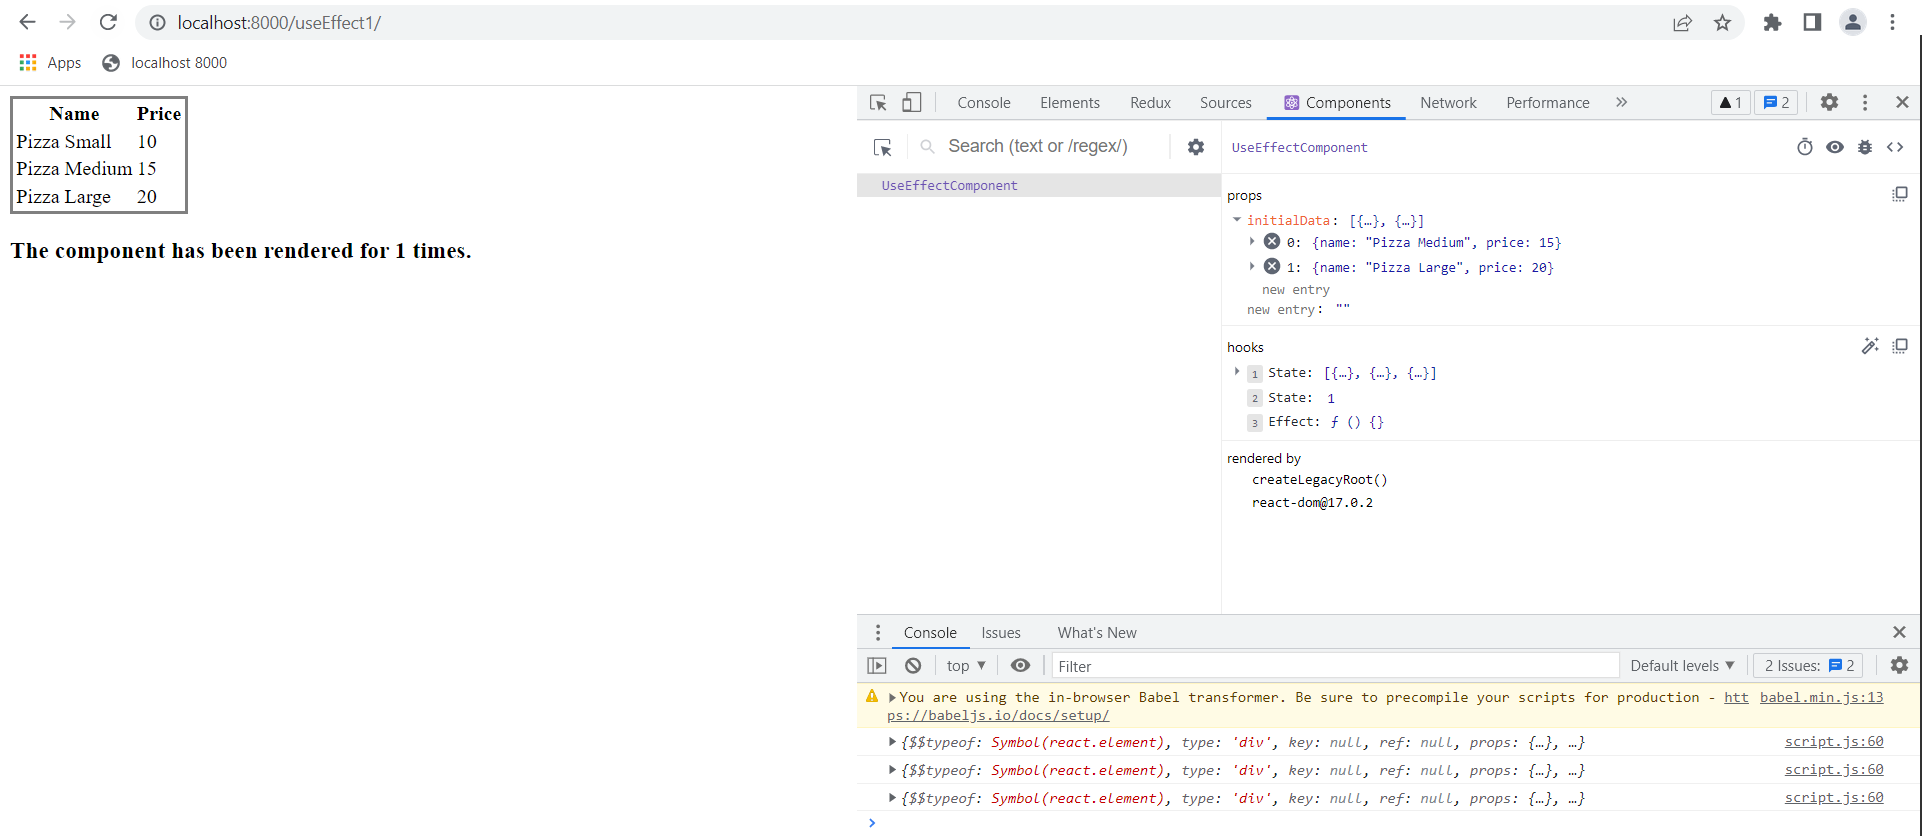 localhost:8000/useEffect1/
Apps localhost 8000
Name Price
Pizza Small 10
Pizza Medium 15
Pizza Large 20
The component has been rendered for 1 times.
Console Elements Redux Sources Components Network Performance » 1 2
Search (text or /regex/)
UseEffectComponent
UseEffectComponent
props
initialData: [{…}, {…}]
0: {name: "Pizza Medium", price: 15}
1: {name: "Pizza Large", price: 20}
new entry
new entry: ""
hooks
1 State: [{…}, {…}, {…}]
2 State: 1
3 Effect: ƒ () {}
rendered by
createLegacyRoot()
react-dom@17.0.2
Console Issues What's New
top Filter Default levels 2 Issues: 2
You are using the in-browser Babel transformer. Be sure to precompile your scripts for production - htt babel.min.js:13
ps://babeljs.io/docs/setup/
{$$typeof: Symbol(react.element), type: 'div', key: null, ref: null, props: {…}, …} script.js:60
{$$typeof: Symbol(react.element), type: 'div', key: null, ref: null, props: {…}, …} script.js:60
{$$typeof: Symbol(react.element), type: 'div', key: null, ref: null, props: {…}, …} script.js:60